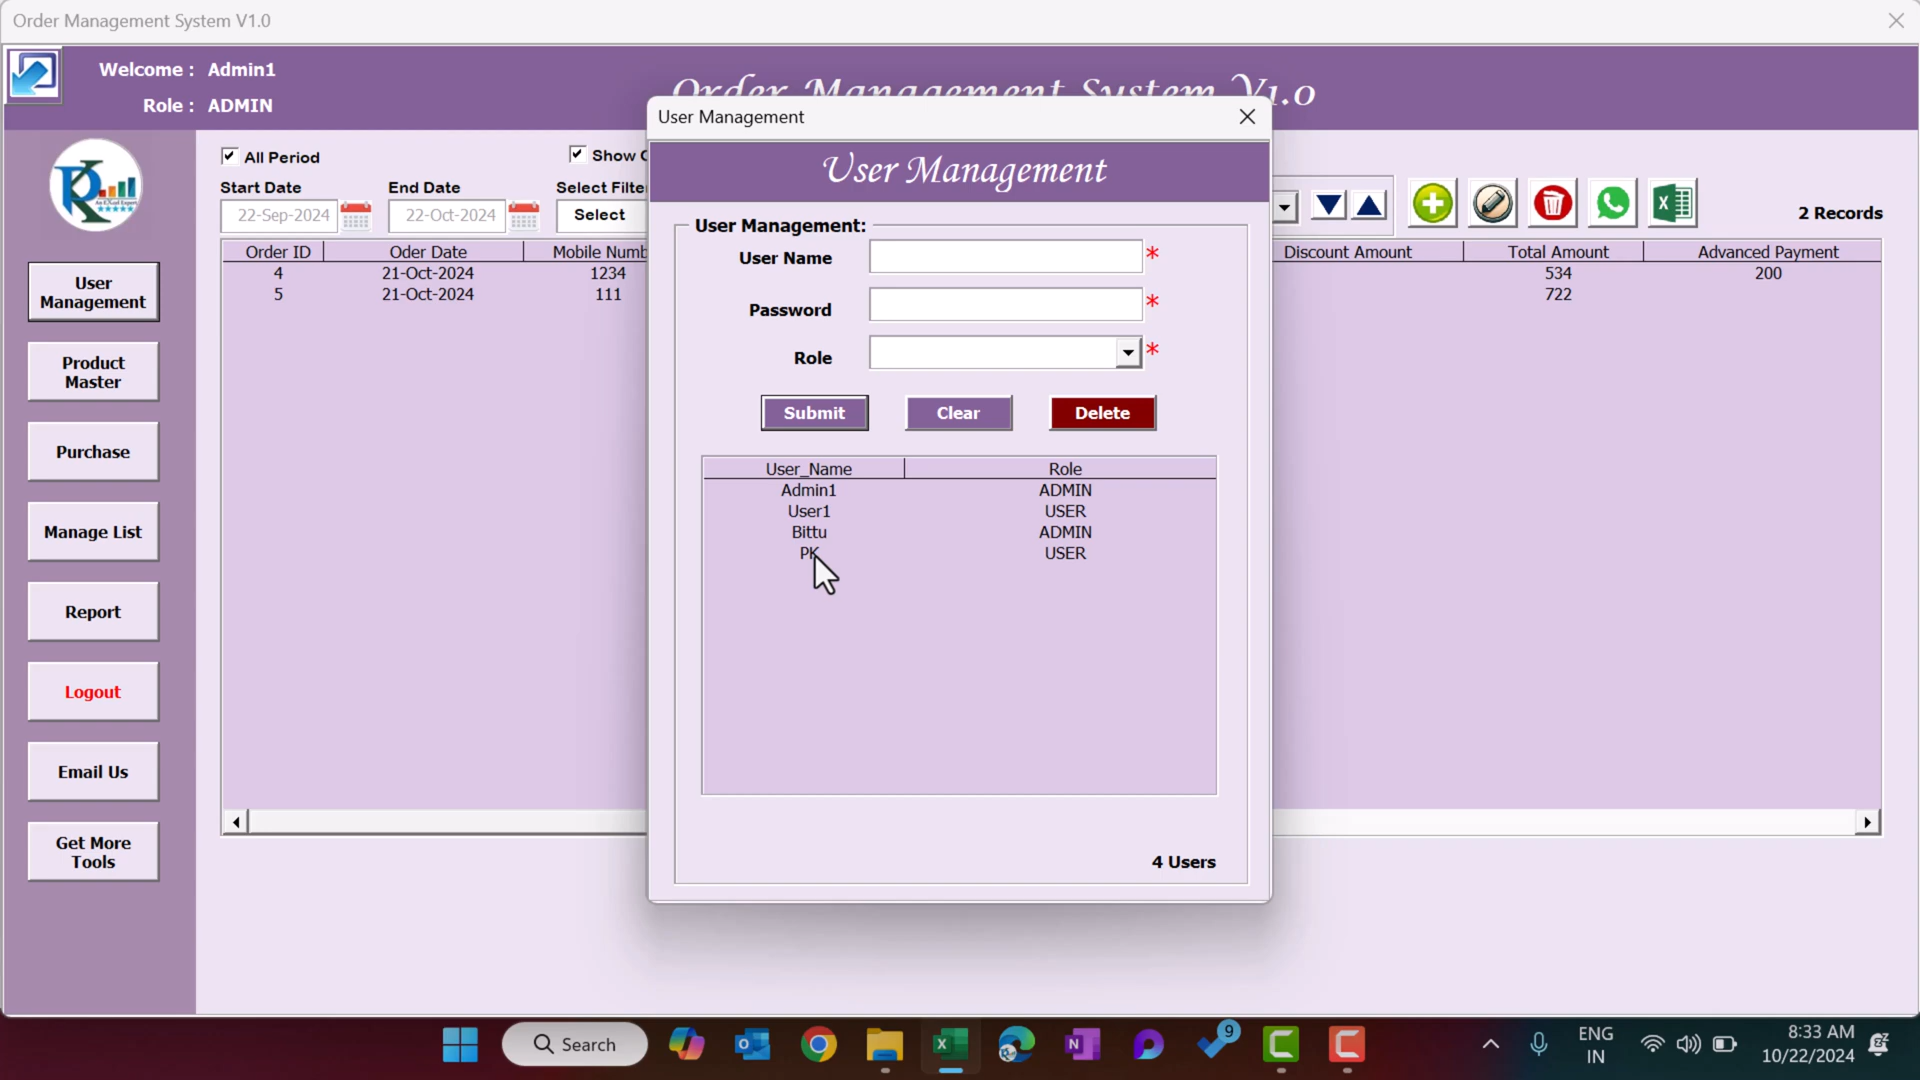 Order Management System V1.0
Welcome : Admin1
Role : ADMIN
Order Management System V1.0
User Management
User Management
All Period
Show
Start Date
End Date
Select Filte
22-Sep-2024
22-Oct-2024
Select
2 Records
Order ID Oder Date Mobile Numb Discount Amount Total Amount Advanced Payment
4 21-Oct-2024 1234 534 200
5 21-Oct-2024 111 722
User Management:
User Name *
Password *
Role *
Submit Clear Delete
User_Name Role
Admin1 ADMIN
User1 USER
Bittu ADMIN
PK USER
4 Users
User
Management
Product
Master
Purchase
Manage List
Report
Logout
Email Us
Get More
Tools
Search
9
ENG
IN
8:33 AM
10/22/2024